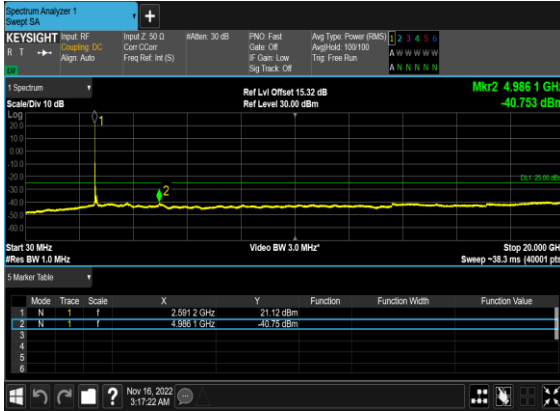 Spectrum Analyzer 1
Swept SA
+
KEYSIGHT
R T
Input: RF
Coupling: DC
Align: Auto
Input Z: 50 Ω
Corr CCorr
Freq Ref: Int (S)
#Atten: 30 dB
PNO: Fast
Gate: Off
IF Gain: Low
Sig Track: Off
Avg Type: Power (RMS)
Avg|Hold: 100/100
Trig: Free Run
1 2 3 4 5 6
A W W W W W
A N N N N N
1 Spectrum
Scale/Div 10 dB
Ref Lvl Offset 15.32 dB
Ref Level 30.00 dBm
Mkr2 4.986 1 GHz
-40.753 dBm
Log
20.0
10.0
0.00
-10.0
-20.0
-30.0
-40.0
-50.0
-60.0
1
2
DL1 -25.00 dBm
Start 30 MHz
#Res BW 1.0 MHz
Video BW 3.0 MHz*
Stop 20.000 GHz
Sweep ~38.3 ms (40001 pts)
5 Marker Table
Mode Trace Scale X Y Function Function Width Function Value
1 N 1 f 2.591 2 GHz 21.12 dBm
2 N 1 f 4.986 1 GHz -40.75 dBm
3
4
5
6
?
Nov 16, 2022
3:17:22 AM